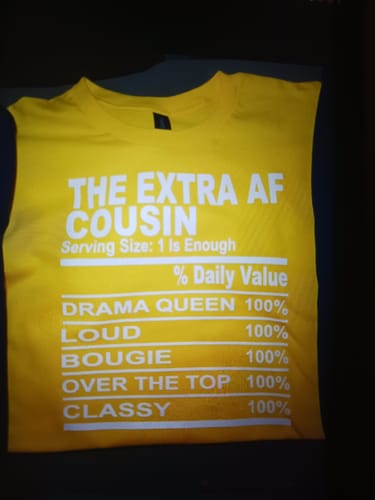 THE EXTRA AF
COUSIN
Serving Size: 1 Is Enough
% Daily Value
DRAMA QUEEN 100%
LOUD 100%
BOUGIE 100%
OVER THE TOP 100%
CLASSY 100%